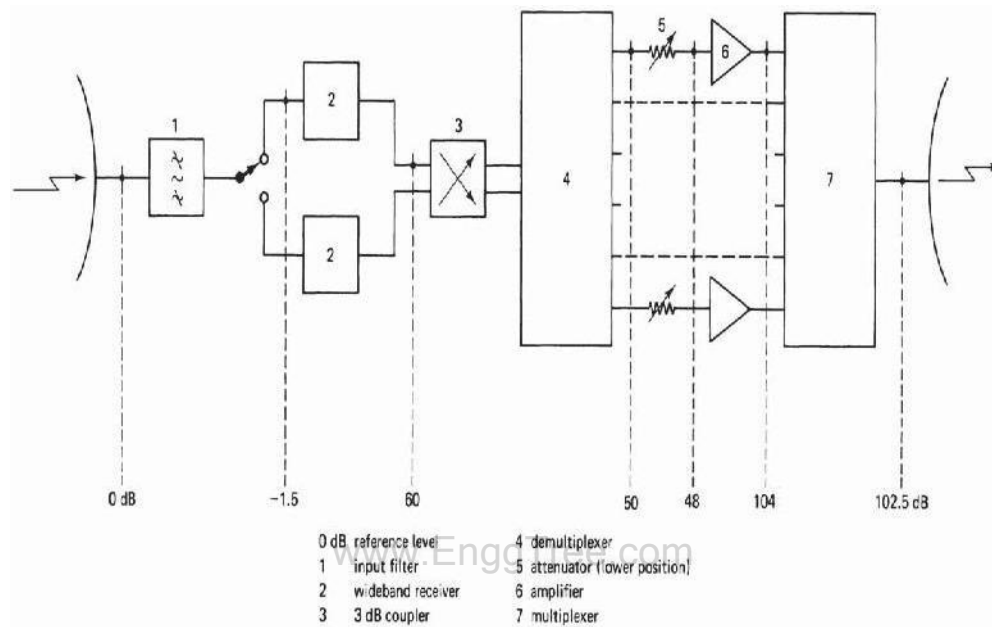 5
6
2
1
3
4
7
2
0 dB
−1.5
60
50
48
104
102.5 dB
0 dB reference level
1 input filter
2 wideband receiver
3 3 dB coupler
4 demultiplexer
5 attenuator (lower position)
6 amplifier
7 multiplexer
www.EnggTree.com